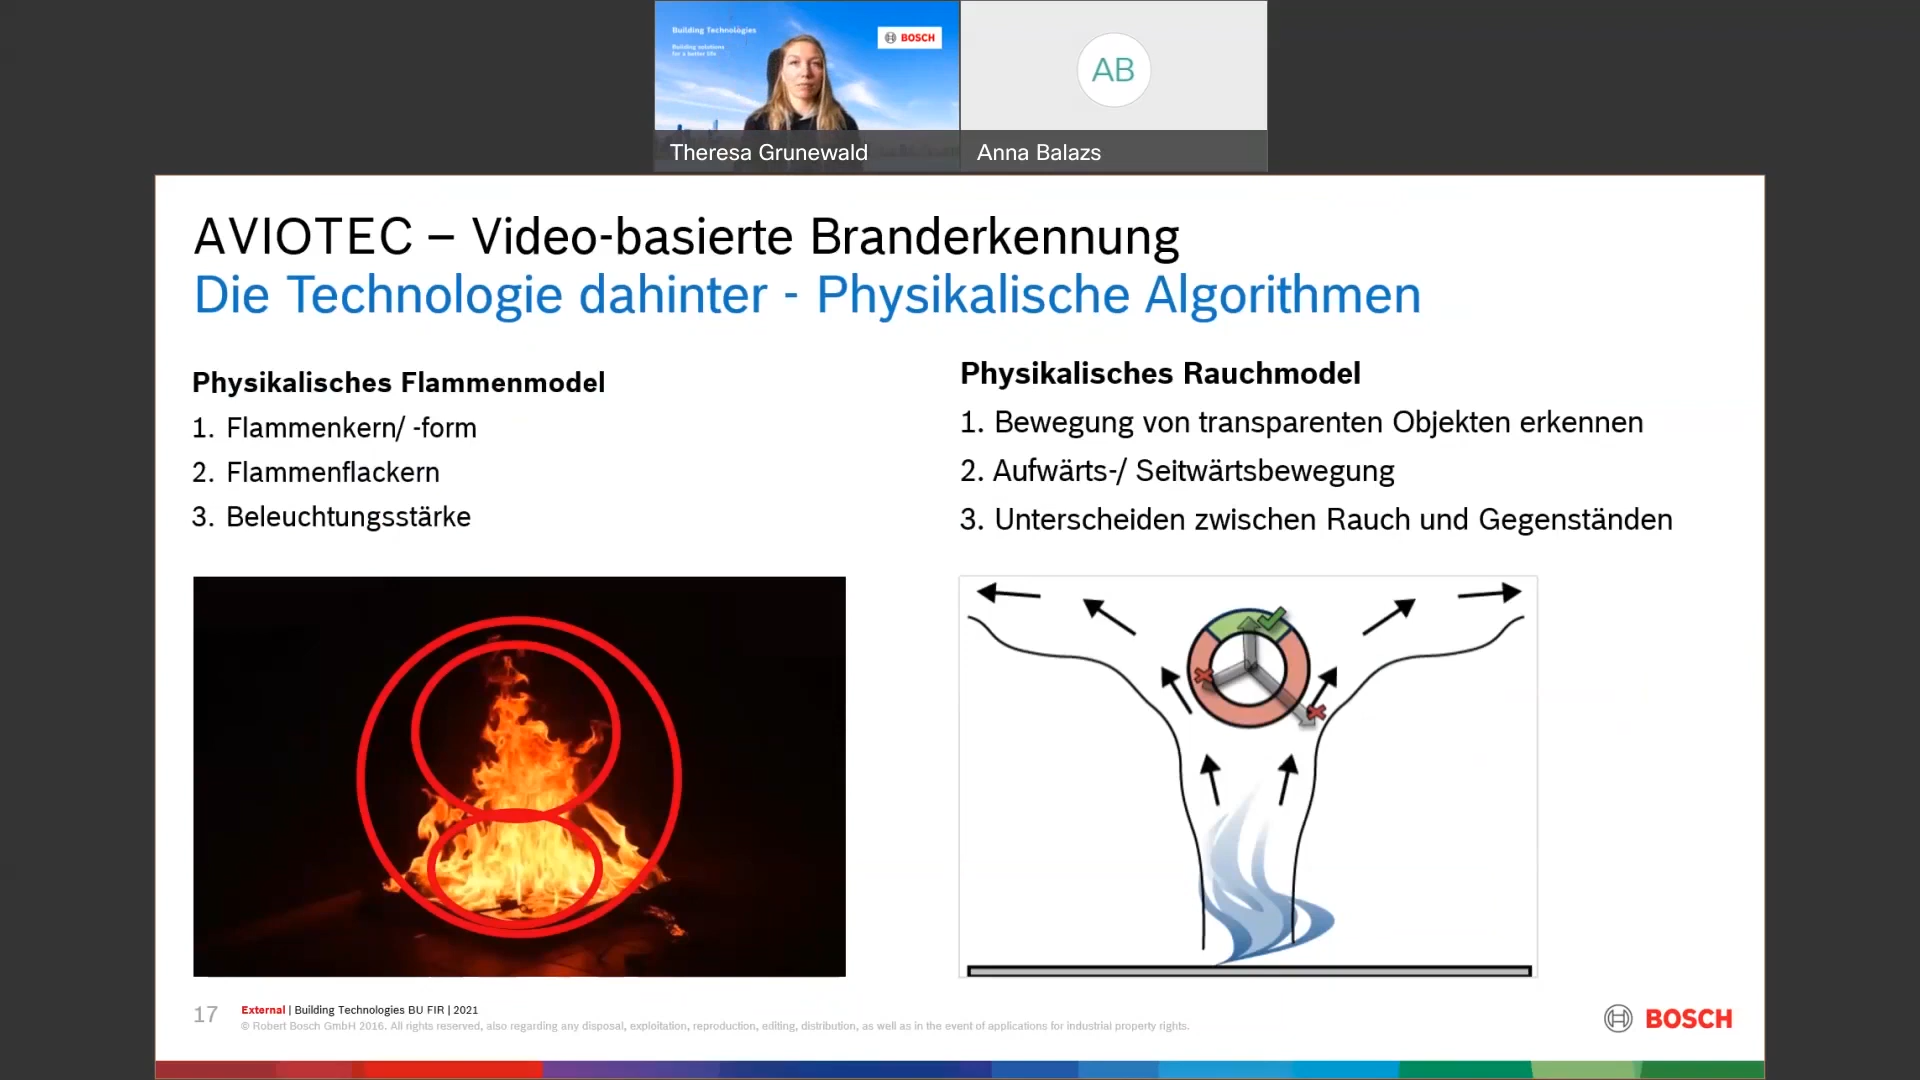 Building Technologies
Building solutions
for a better life
BOSCH
AB
Theresa Grunewald
Anna Balazs
AVIOTEC – Video-basierte Branderkennung
Die Technologie dahinter - Physikalische Algorithmen
Physikalisches Flammenmodel
1. Flammenkern/ -form
2. Flammenflackern
3. Beleuchtungsstärke
Physikalisches Rauchmodel
1. Bewegung von transparenten Objekten erkennen
2. Aufwärts-/ Seitwärtsbewegung
3. Unterscheiden zwischen Rauch und Gegenständen
17
External | Building Technologies BU FIR | 2021
© Robert Bosch GmbH 2016. All rights reserved, also regarding any disposal, exploitation, reproduction, editing, distribution, as well as in the event of applications for industrial property rights.
BOSCH